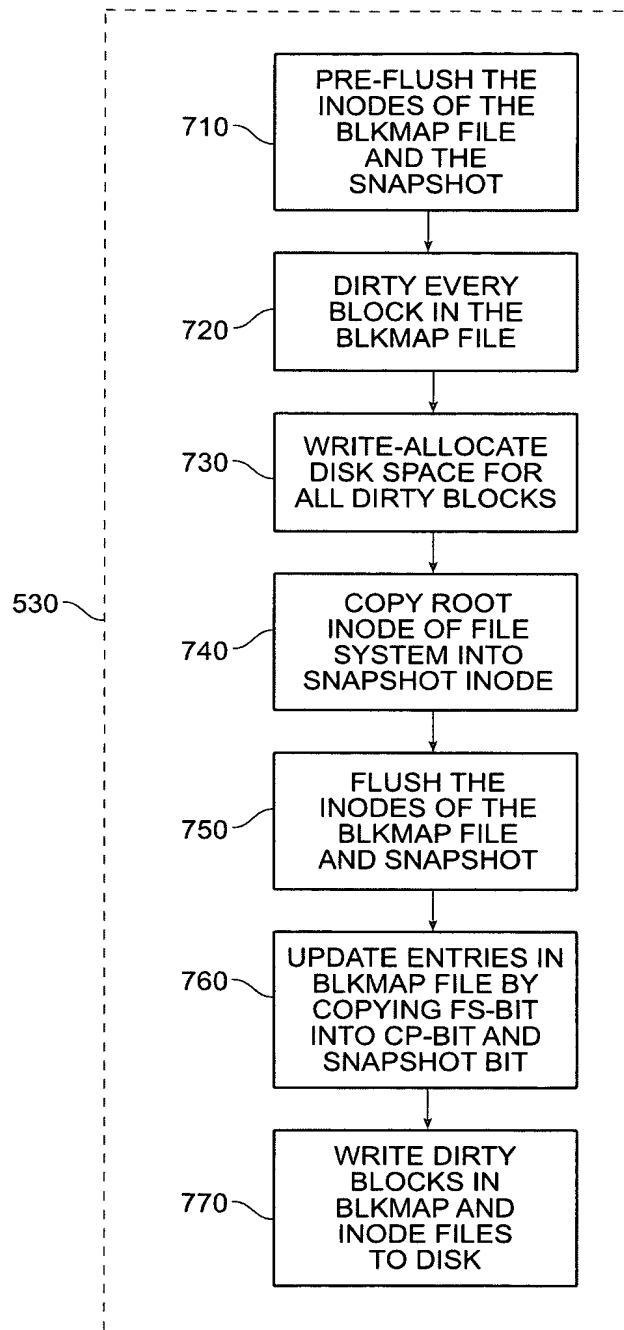 PRE-FLUSH THE
INODES OF THE
BLKMAP FILE
AND THE
SNAPSHOT
710
DIRTY EVERY
BLOCK IN THE
BLKMAP FILE
720
WRITE-ALLOCATE
DISK SPACE FOR
ALL DIRTY BLOCKS
730
530
COPY ROOT
INODE OF FILE
SYSTEM INTO
SNAPSHOT INODE
740
FLUSH THE
INODES OF THE
BLKMAP FILE
AND SNAPSHOT
750
UPDATE ENTRIES IN
BLKMAP FILE BY
COPYING FS-BIT
INTO CP-BIT AND
SNAPSHOT BIT
760
WRITE DIRTY
BLOCKS IN
BLKMAP AND
INODE FILES
TO DISK
770